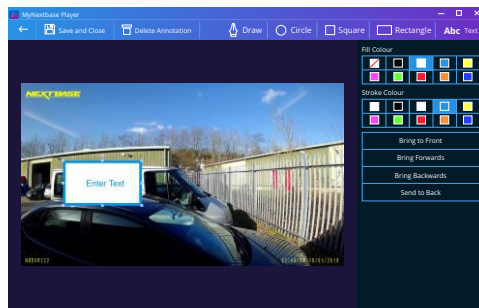 MyNextbase Player
Save and Close
Delete Annotation
Draw
Circle
Square
Rectangle
Abc Text
Fill Colour
NEXTBASE
Stroke Colour
Bring to Front
Bring Forwards
Bring Backwards
Send to Back
Enter Text